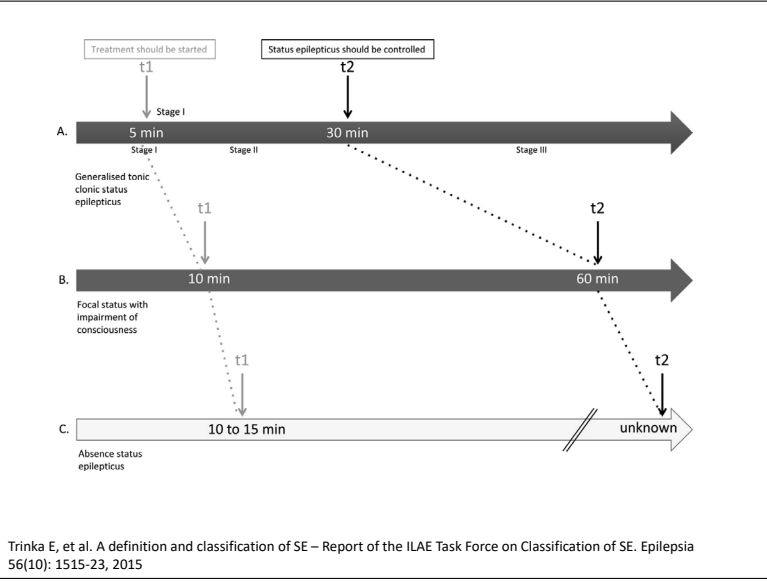 Treatment should be started
Status epilepticus should be controlled
t1
t2
Stage I
A.
5 min
30 min
Stage I
Stage II
Stage III
Generalised tonic
clonic status
epilepticus
t1
t2
B.
10 min
60 min
Focal status with
impairment of
consciousness
t1
t2
C.
10 to 15 min
unknown
Absence status
epilepticus
Trinka E, et al. A definition and classification of SE – Report of the ILAE Task Force on Classification of SE. Epilepsia
56(10): 1515-23, 2015